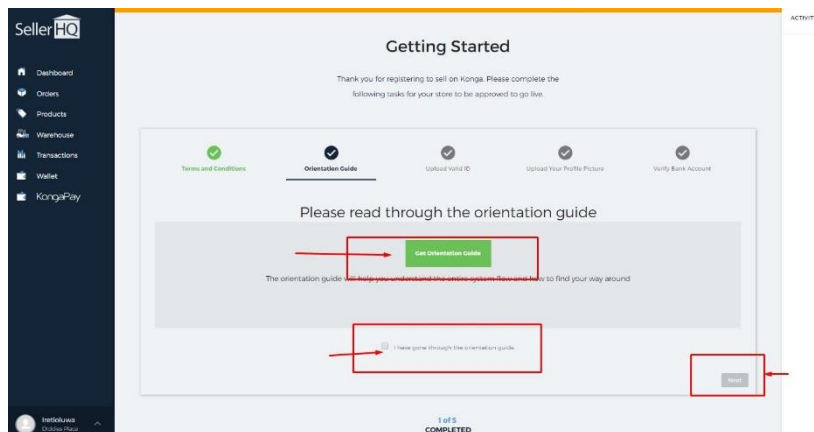 SellerHQ
Dashboard
Orders
Products
Warehouse
Transactions
Wallet
KongaPay
Iretioluwa
ACTIVIT
Getting Started
Thank you for registering to sell on Konga. Please complete the
following tasks for your store to be approved to go live.
Terms and Conditions
Orientation Guide
Upload Valid ID
Upload Your Profile Picture
Verify Bank Account
Please read through the orientation guide
Get Orientation Guide
The orientation guide will help you understand the entire system flow and how to find your way around
I have gone through the orientation guide
Next
1 of 5
COMPLETED